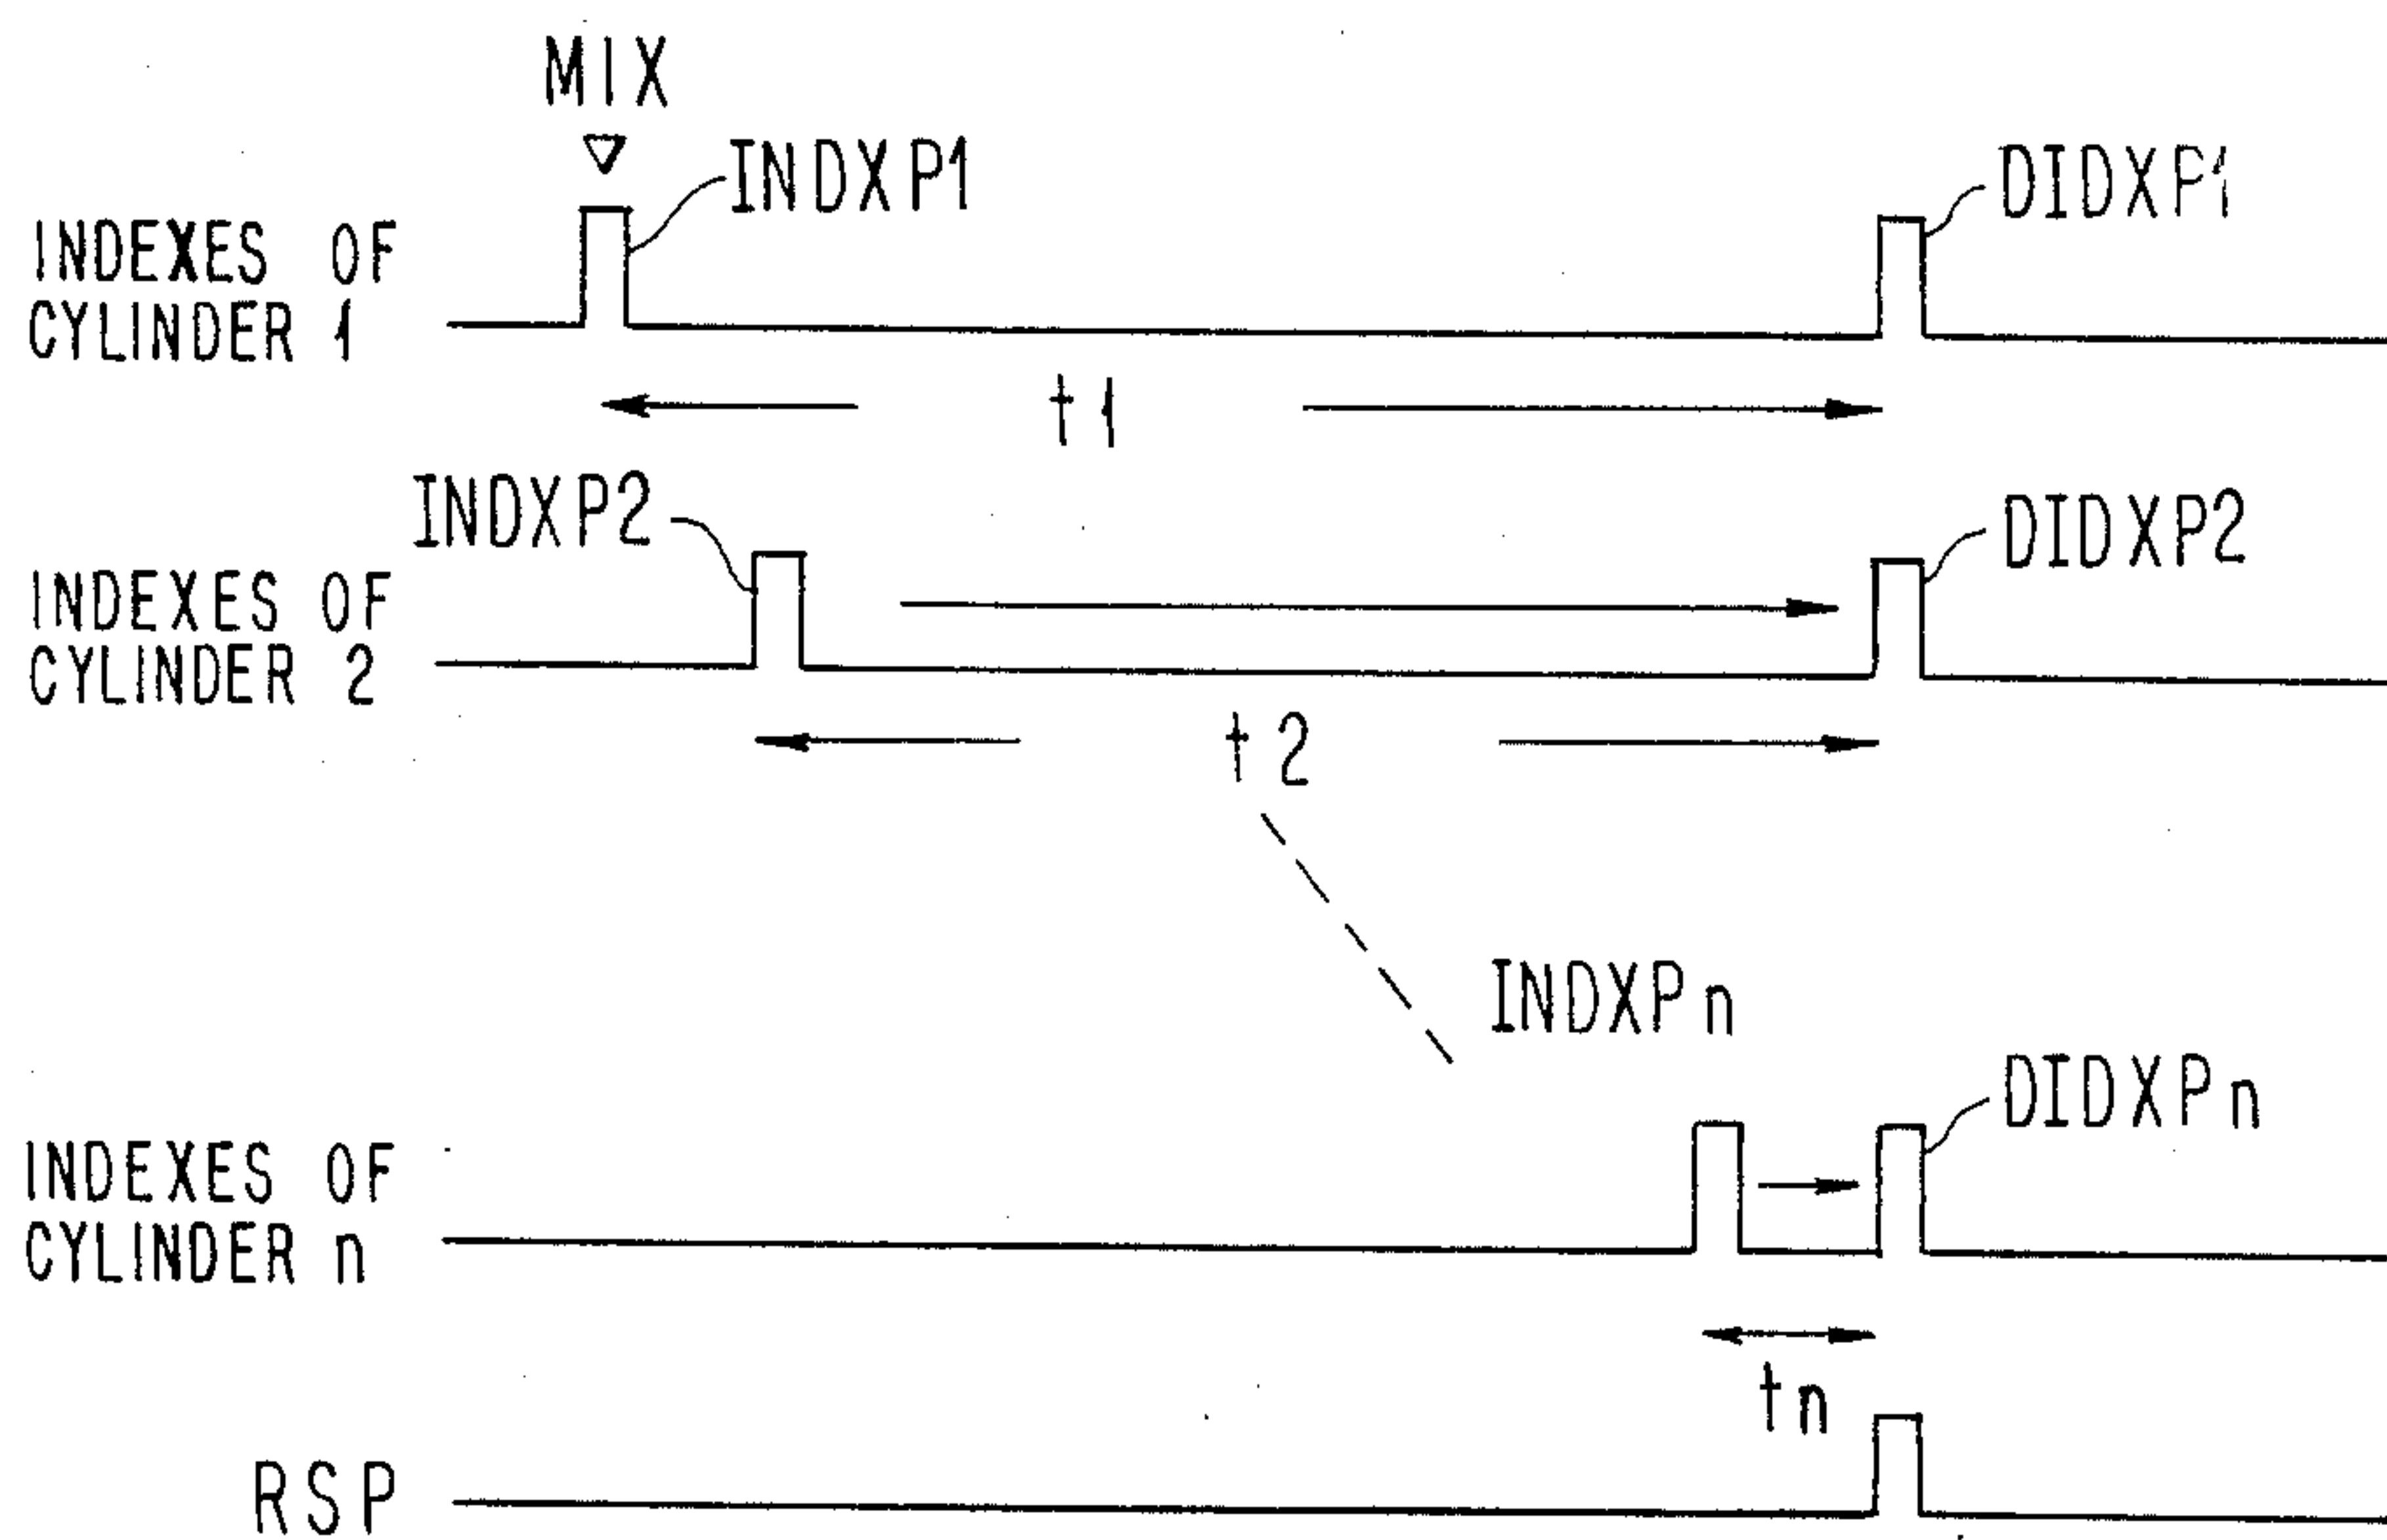 MIX
INDXP1
DIDXP1
INDEXES OF
CYLINDER 1
t1
INDXP2
DIDXP2
INDEXES OF
CYLINDER 2
t2
INDXPn
DIDXPn
INDEXES OF
CYLINDER n
tn
RSP